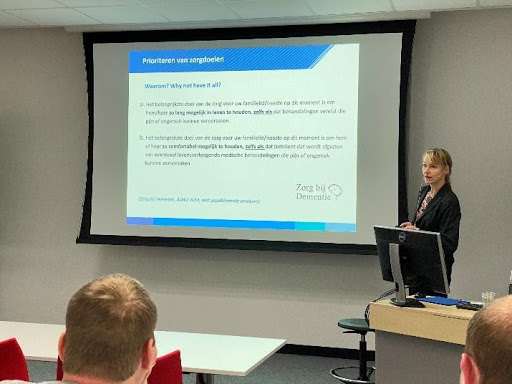 Prioriteren van zorgdoelen
Waarom? Why not have it all?
a. Het belangrijkste doel van de zorg voor uw familielid/naaste op dit moment is om
hem/haar zo lang mogelijk in leven te houden, zelfs als dat behandelingen vereist die
pijn of ongemak kunnen veroorzaken
b. Het belangrijkste doel van de zorg voor uw familielid/naaste op dit moment is om hem
of haar zo comfortabel mogelijk te houden, zelfs als dat betekent dat wordt afgezien
van eventueel levensverlengende medische behandelingen die pijn of ongemak
kunnen veroorzaken
Zorg bij
Dementie